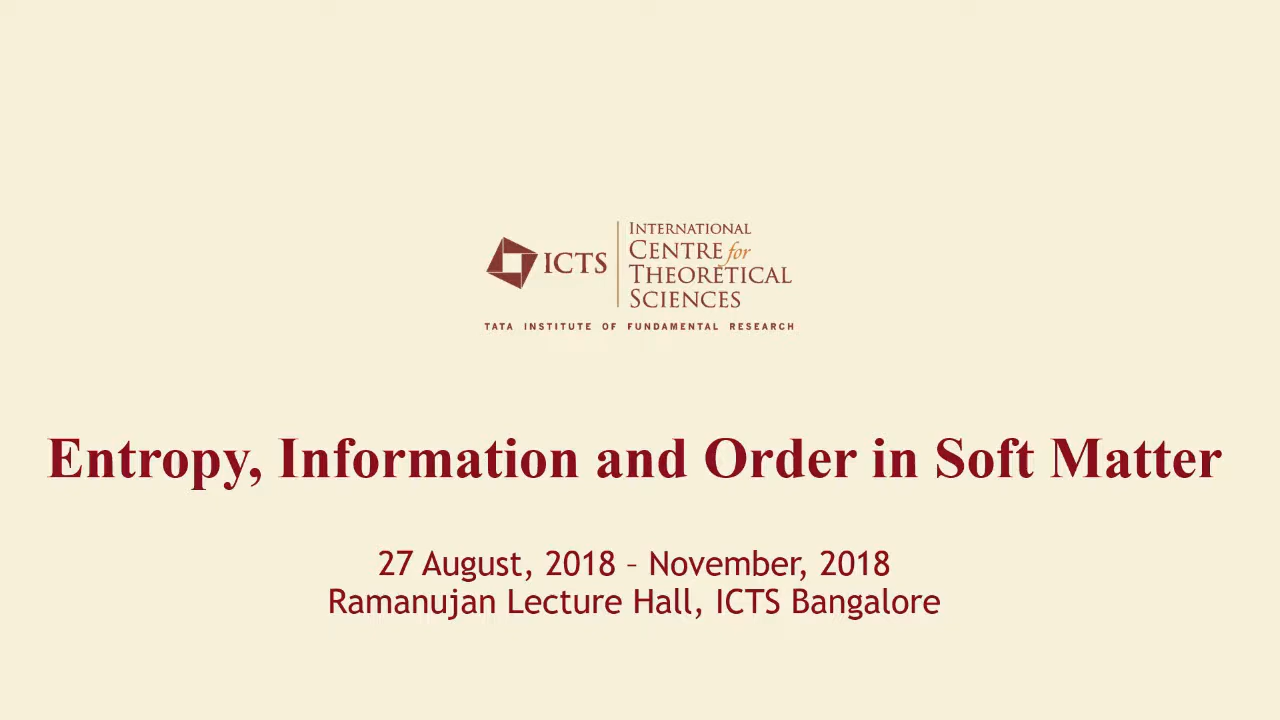 ICTS
INTERNATIONAL
CENTRE for
THEORETICAL
SCIENCES
TATA INSTITUTE OF FUNDAMENTAL RESEARCH
Entropy, Information and Order in Soft Matter
27 August, 2018 – November, 2018
Ramanujan Lecture Hall, ICTS Bangalore